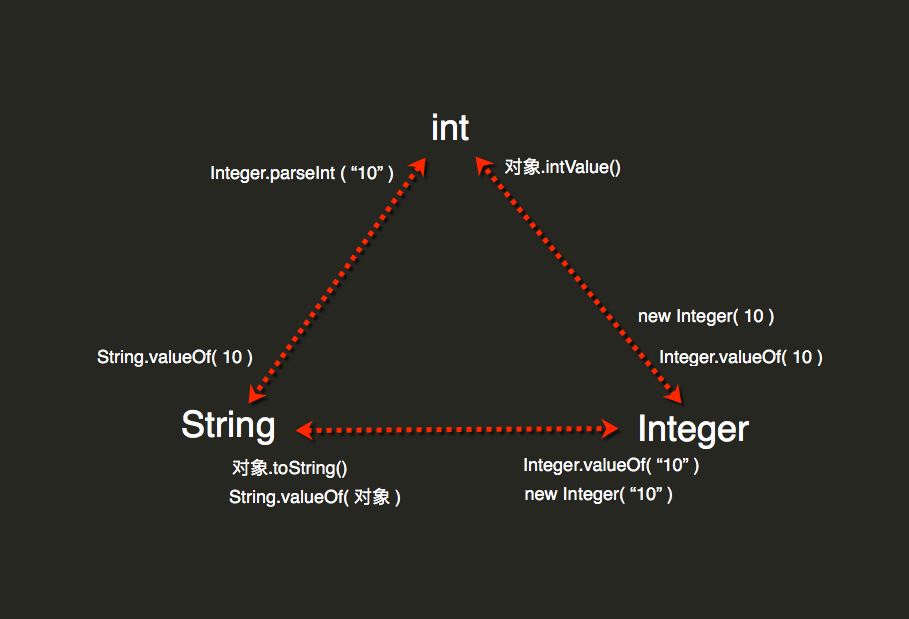 int
Integer.parseInt ( “10” )
对象.intValue()
new Integer( 10 )
String.valueOf( 10 )
Integer.valueOf( 10 )
String
Integer
对象.toString()
Integer.valueOf( “10” )
String.valueOf( 对象 )
new Integer( “10” )